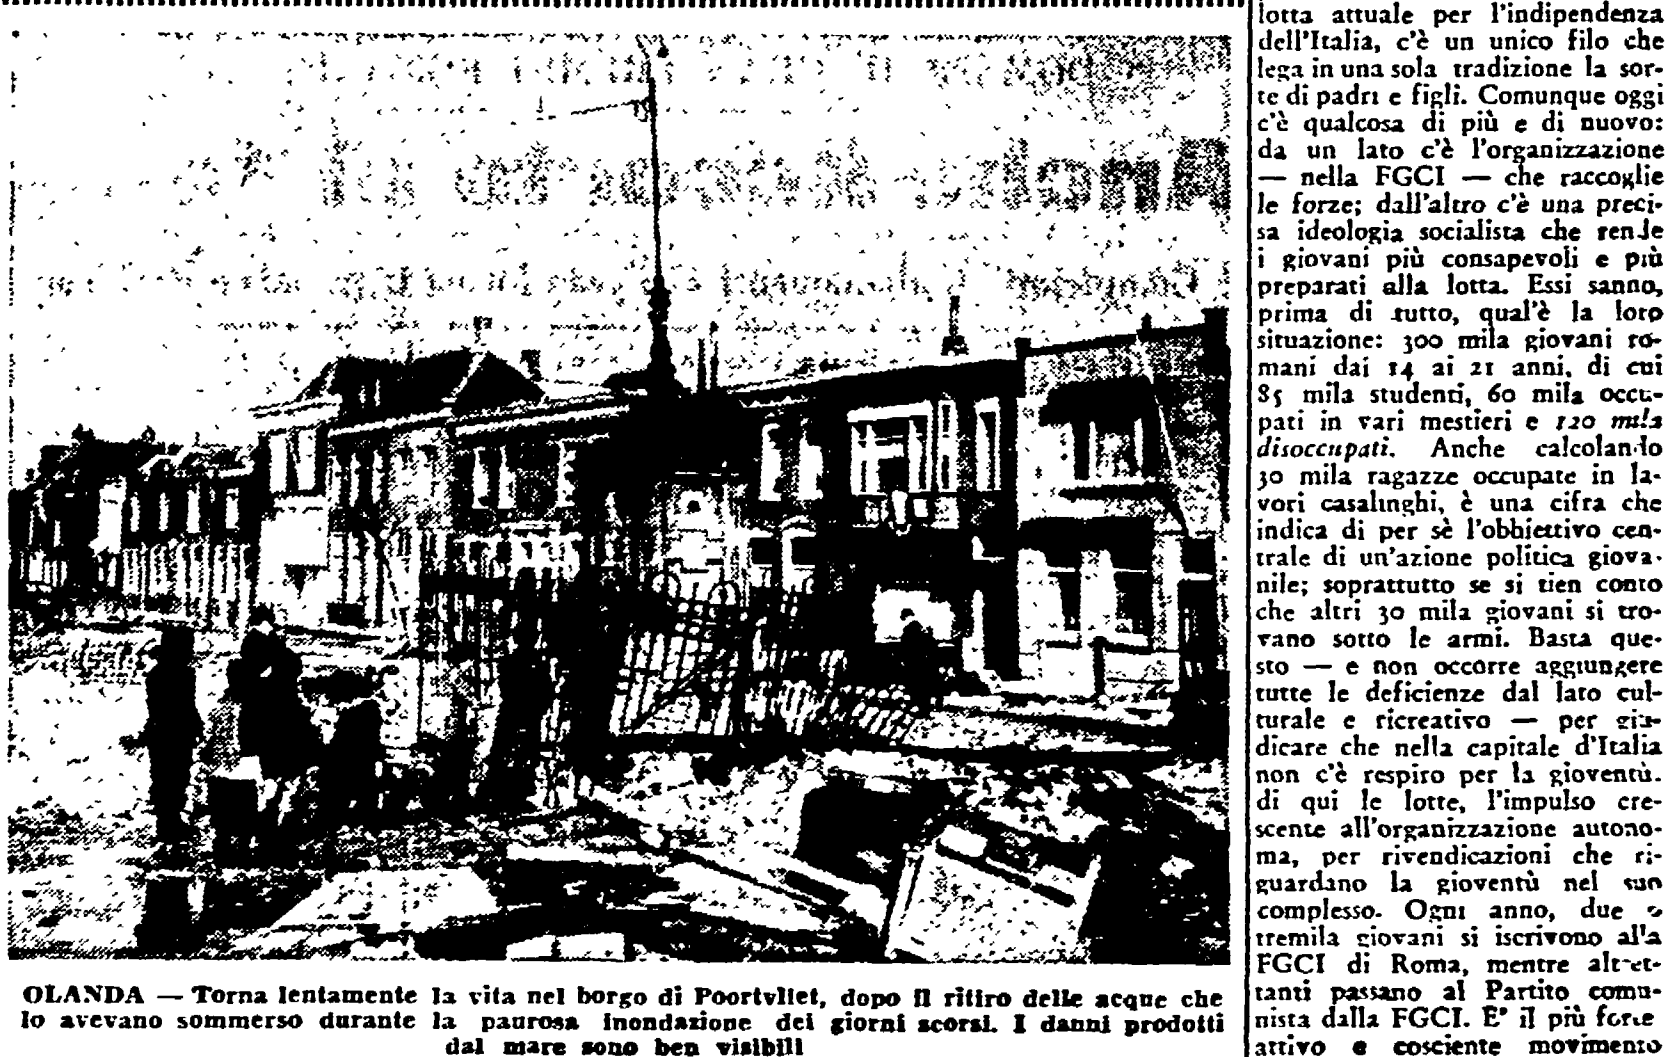 OLANDA — Torna lentamente la vita nel borgo di Poortvliet, dopo il ritiro delle acque che
lo avevano sommerso durante la paurosa inondazione dei giorni scorsi. I danni prodotti
dal mare sono ben visibili
lotta attuale per l'indipendenza
dell'Italia, c'è un unico filo che
lega in una sola tradizione la sor-
te di padri e figli. Comunque oggi
c'è qualcosa di più e di nuovo:
da un lato c'è l'organizzazione
— nella FGCI — che raccoglie
le forze; dall'altro c'è una preci-
sa ideologia socialista che rende
i giovani più consapevoli e più
preparati alla lotta. Essi sanno,
prima di tutto, qual'è la loro
situazione: 300 mila giovani ro-
mani dai 14 ai 21 anni, di cui
85 mila studenti, 60 mila occu-
pati in vari mestieri e 120 mila
disoccupati. Anche calcolando
30 mila ragazze occupate in la-
vori casalinghi, è una cifra che
indica di per sè l'obbiettivo cen-
trale di un'azione politica giova-
nile; soprattutto se si tien conto
che altri 30 mila giovani si tro-
vano sotto le armi. Basta que-
sto — e non occorre aggiungere
tutte le deficienze dal lato cul-
turale e ricreativo — per giu-
dicare che nella capitale d'Italia
non c'è respiro per la gioventù.
di qui le lotte, l'impulso cre-
scente all'organizzazione autono-
ma, per rivendicazioni che ri-
guardano la gioventù nel suo
complesso. Ogni anno, due o
tremila giovani si iscrivono alla
FGCI di Roma, mentre altret-
tanti passano al Partito comu-
nista dalla FGCI. E' il più forte
attivo e cosciente movimento